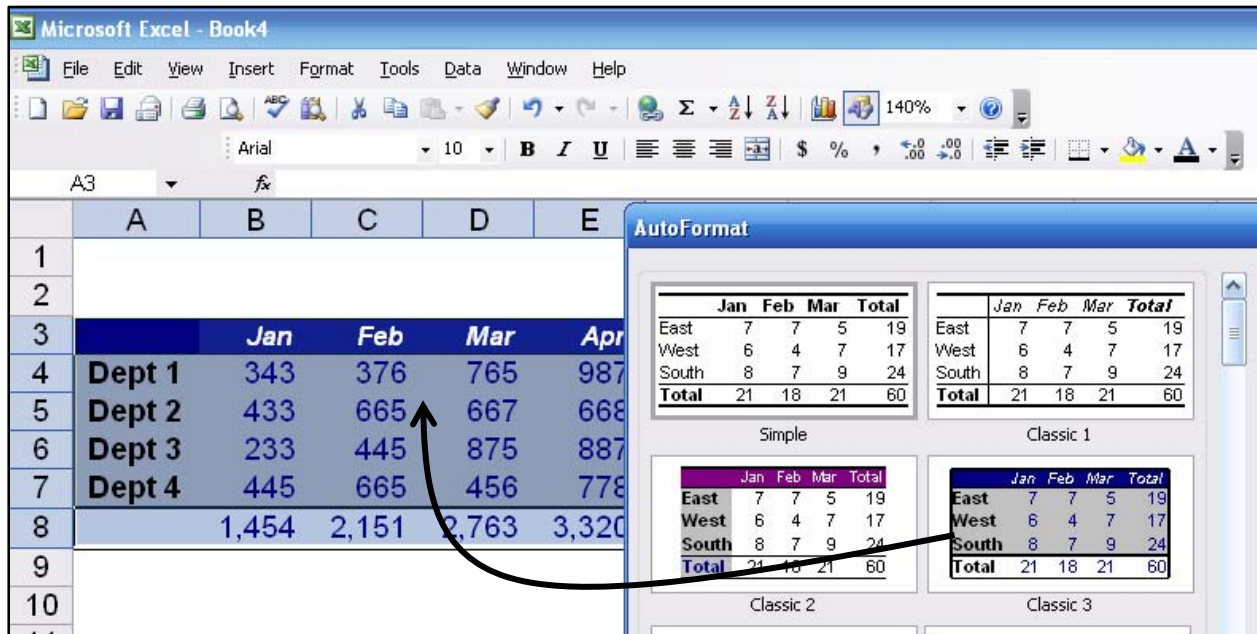 Microsoft Excel - Book4
File Edit View Insert Format Tools Data Window Help
ABC Σ A Z Z A 140%
Arial 10 B I U $ % , .00 .00 A
A3 fx
A B C D E
AutoFormat
1
2
3 Jan Feb Mar Apr
4 Dept 1 343 376 765 987
5 Dept 2 433 665 667 668
6 Dept 3 233 445 875 887
7 Dept 4 445 665 456 778
8 1,454 2,151 2,763 3,320
9
10
Jan Feb Mar Total
East 7 7 5 19
West 6 4 7 17
South 8 7 9 24
Total 21 18 21 60
Simple
Jan Feb Mar Total
East 7 7 5 19
West 6 4 7 17
South 8 7 9 24
Total 21 18 21 60
Classic 1
Jan Feb Mar Total
East 7 7 5 19
West 6 4 7 17
South 8 7 9 24
Total 21 18 21 60
Classic 2
Jan Feb Mar Total
East 7 7 5 19
West 6 4 7 17
South 8 7 9 24
Total 21 18 21 60
Classic 3